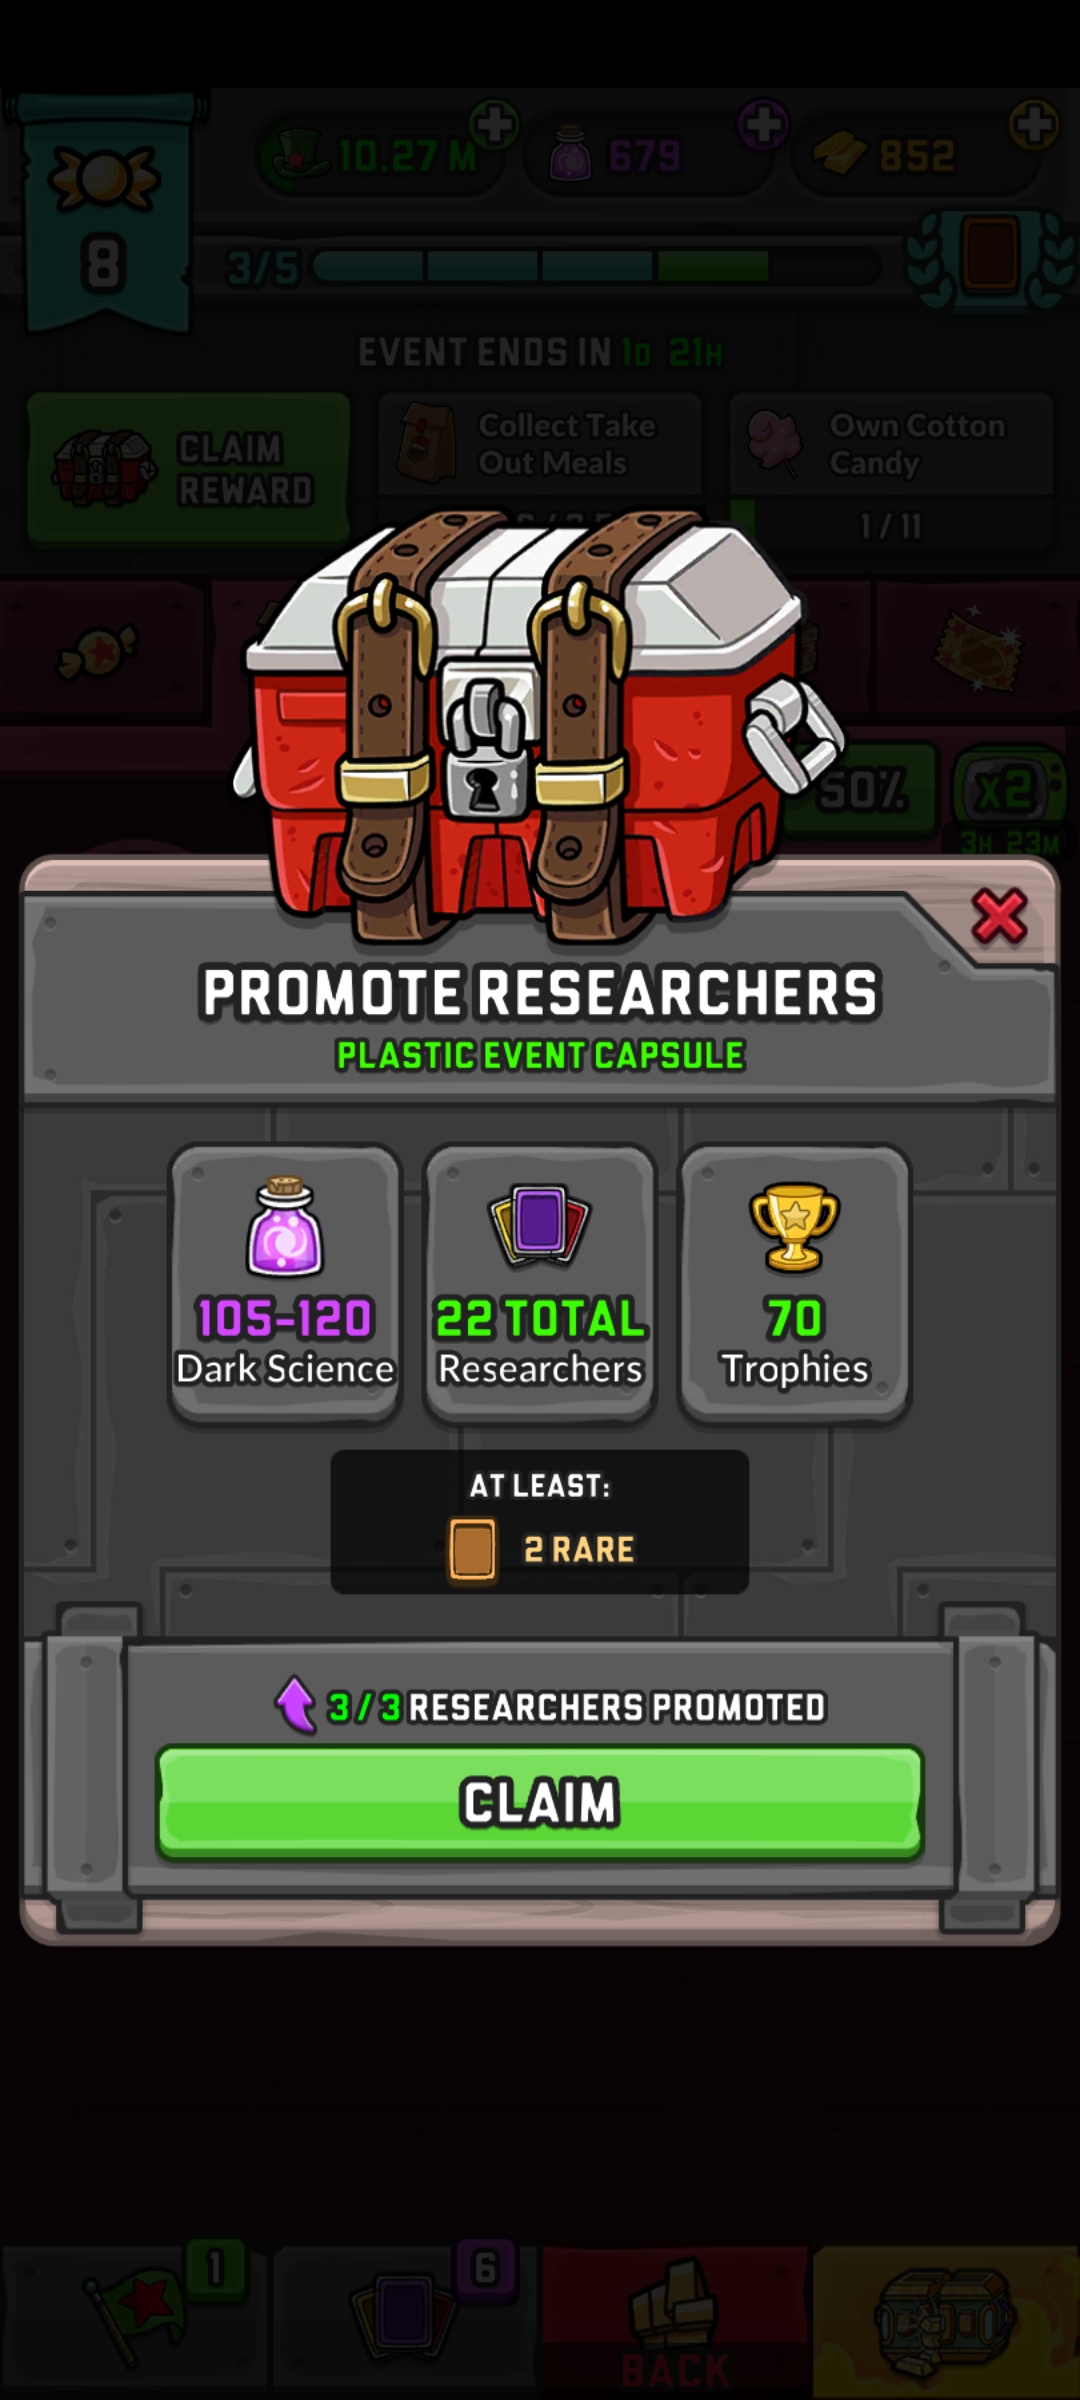 10.27 M
679
852
8
3/5
EVENT ENDS IN 1D 21H
CLAIM
REWARD
Collect Take
Out Meals
Own Cotton
Candy
1 / 11
50%
x2
3H 23M
PROMOTE RESEARCHERS
PLASTIC EVENT CAPSULE
105-120
Dark Science
22 TOTAL
Researchers
70
Trophies
AT LEAST:
2 RARE
3/3 RESEARCHERS PROMOTED
CLAIM
1
6
BACK